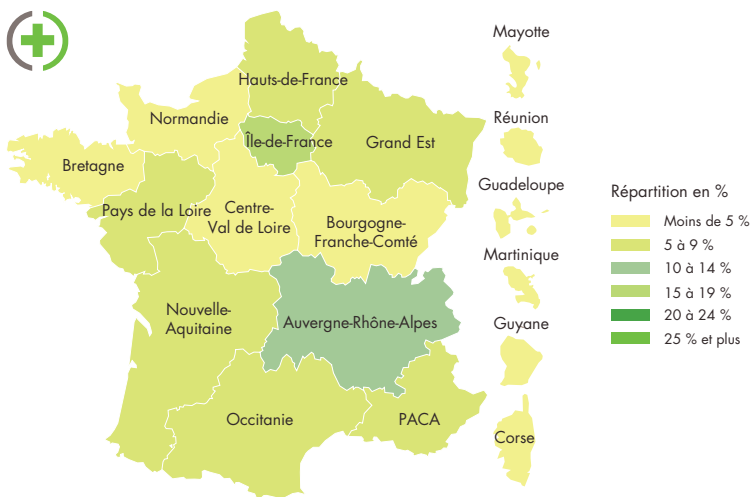 Mayotte
Hauts-de-France
Normandie
Réunion
Île-de-France
Grand Est
Bretagne
Guadeloupe
Répartition en %
Pays de la Loire
Centre-
Val de Loire
Bourgogne-
Franche-Comté
Moins de 5 %
5 à 9 %
Martinique
10 à 14 %
15 à 19 %
Nouvelle-
Aquitaine
Auvergne-Rhône-Alpes
Guyane
20 à 24 %
25 % et plus
Occitanie
PACA
Corse